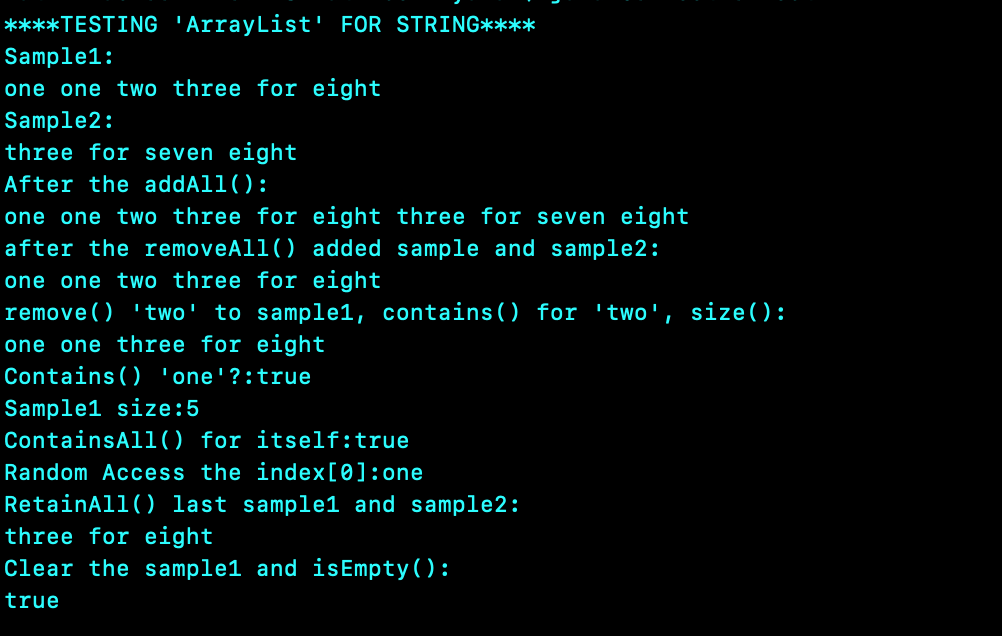 ****TESTING 'ArrayList' FOR STRING****
Sample1:
one one two three for eight
Sample2:
three for seven eight
After the addAll():
one one two three for eight three for seven eight
after the removeAll() added sample and sample2:
one one two three for eight
remove() 'two' to sample1, contains() for 'two', size():
one one three for eight
Contains() 'one'?:true
Sample1 size:5
ContainsAll() for itself:true
Random Access the index[0]:one
RetainAll() last sample1 and sample2:
three for eight
Clear the sample1 and isEmpty():
true